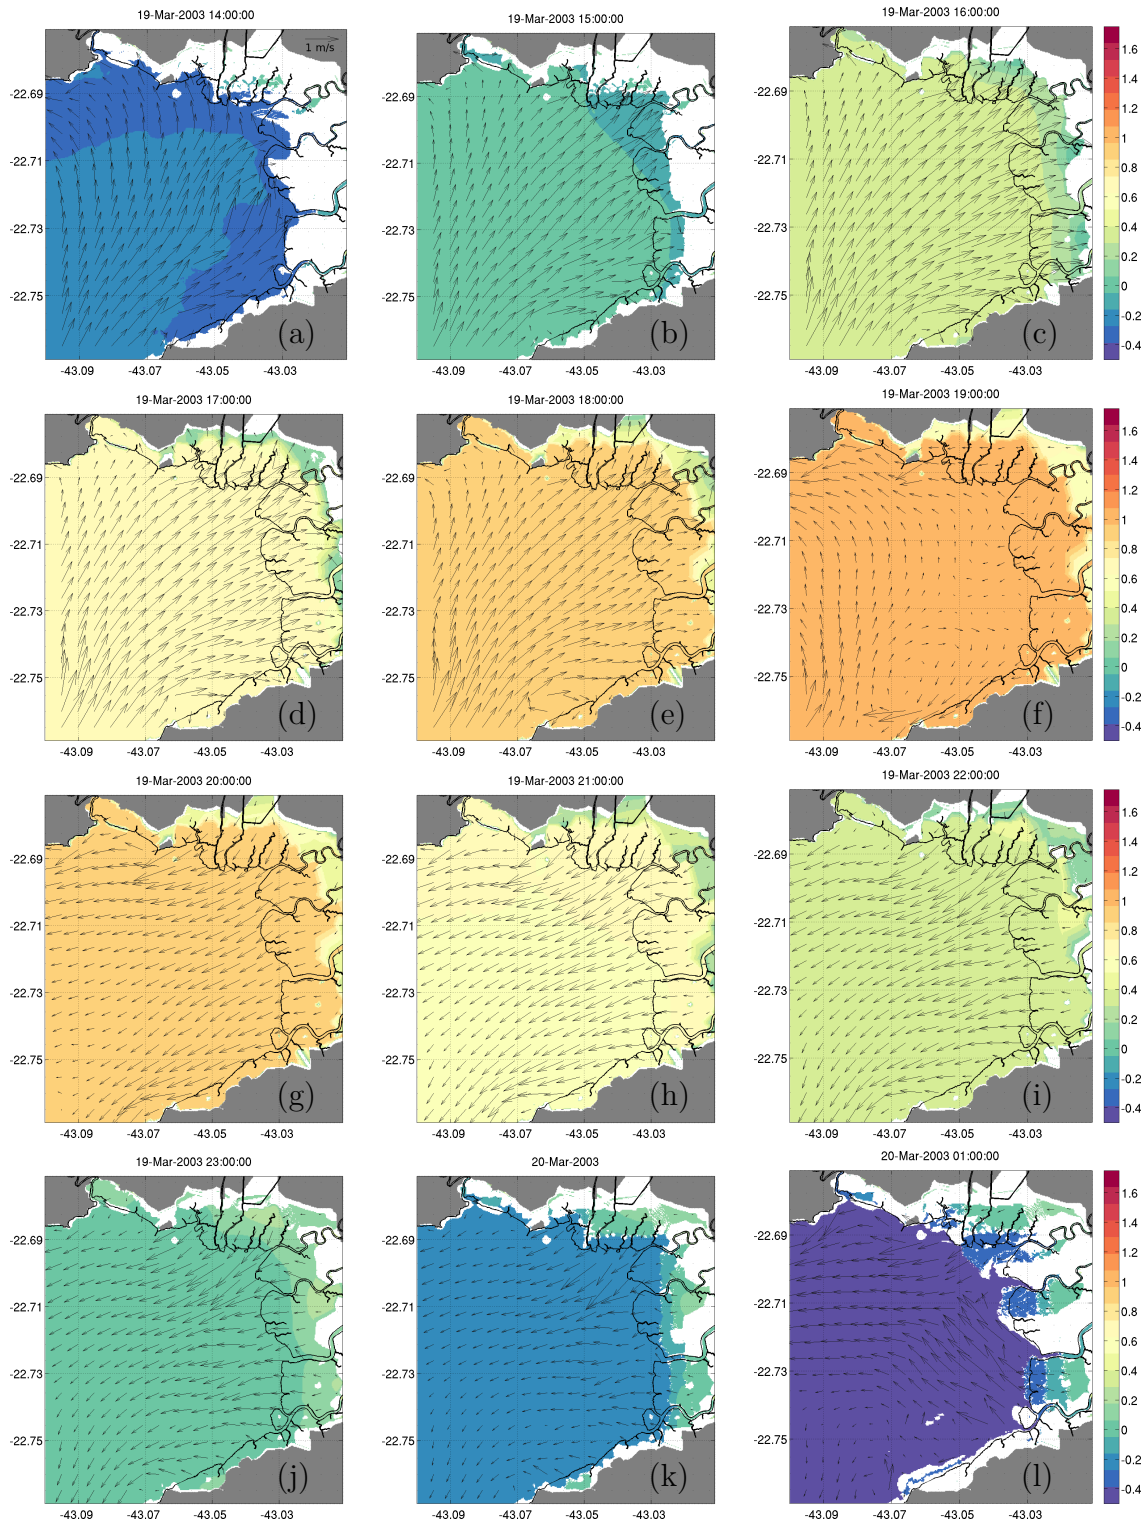 19-Mar-2003 14:00:00
19-Mar-2003 15:00:00
19-Mar-2003 16:00:00
1 m/s
-22.69
-22.71
-22.73
-22.75
(a)
-43.09 -43.07 -43.05 -43.03
-22.69
-22.71
-22.73
-22.75
(b)
-43.09 -43.07 -43.05 -43.03
-22.69
-22.71
-22.73
-22.75
(c)
-43.09 -43.07 -43.05 -43.03
1.6
1.4
1.2
1
0.8
0.6
0.4
0.2
0
-0.2
-0.4
19-Mar-2003 17:00:00
19-Mar-2003 18:00:00
19-Mar-2003 19:00:00
-22.69
-22.71
-22.73
-22.75
(d)
-43.09 -43.07 -43.05 -43.03
-22.69
-22.71
-22.73
-22.75
(e)
-43.09 -43.07 -43.05 -43.03
-22.69
-22.71
-22.73
-22.75
(f)
-43.09 -43.07 -43.05 -43.03
1.6
1.4
1.2
1
0.8
0.6
0.4
0.2
0
-0.2
-0.4
19-Mar-2003 20:00:00
19-Mar-2003 21:00:00
19-Mar-2003 22:00:00
-22.69
-22.71
-22.73
-22.75
(g)
-43.09 -43.07 -43.05 -43.03
-22.69
-22.71
-22.73
-22.75
(h)
-43.09 -43.07 -43.05 -43.03
-22.69
-22.71
-22.73
-22.75
(i)
-43.09 -43.07 -43.05 -43.03
1.6
1.4
1.2
1
0.8
0.6
0.4
0.2
0
-0.2
-0.4
19-Mar-2003 23:00:00
20-Mar-2003
20-Mar-2003 01:00:00
-22.69
-22.71
-22.73
-22.75
(j)
-43.09 -43.07 -43.05 -43.03
-22.69
-22.71
-22.73
-22.75
(k)
-43.09 -43.07 -43.05 -43.03
-22.69
-22.71
-22.73
-22.75
(l)
-43.09 -43.07 -43.05 -43.03
1.6
1.4
1.2
1
0.8
0.6
0.4
0.2
0
-0.2
-0.4